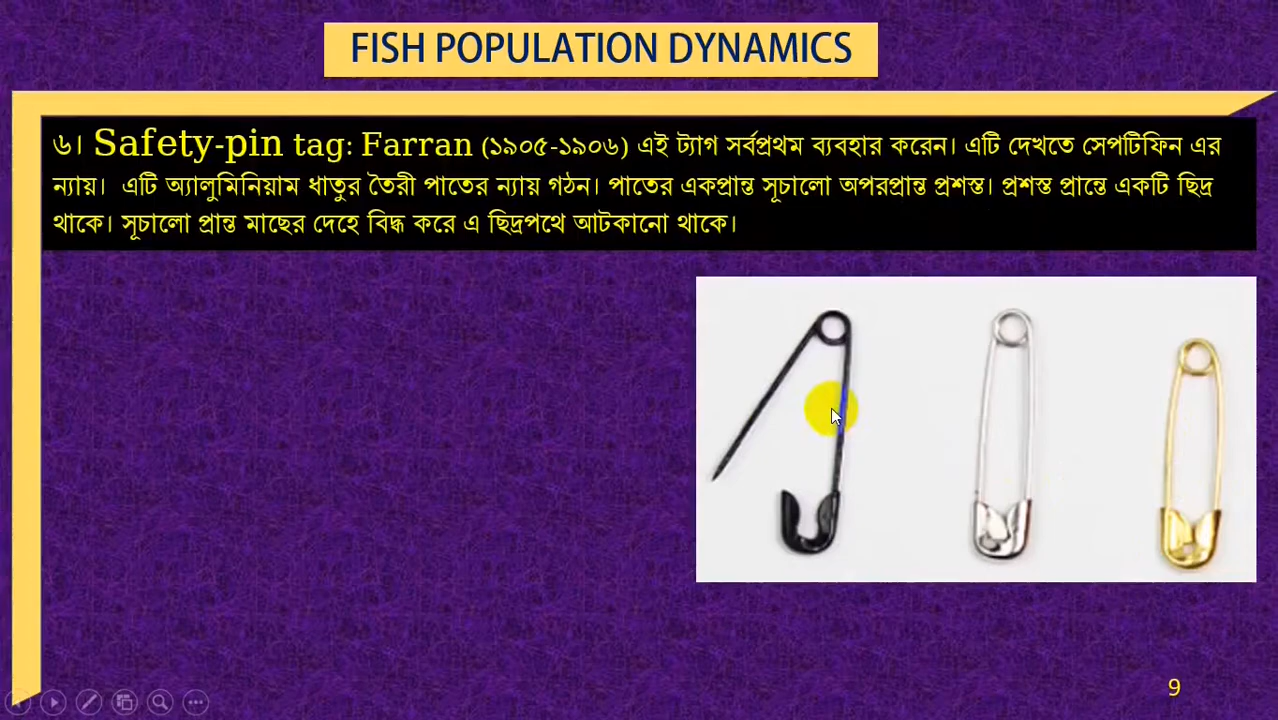 FISH POPULATION DYNAMICS
৬। Safety-pin tag: Farran (১৯০৫-১৯০৬) এই ট্যাগ সর্বপ্রথম ব্যবহার করেন। এটি দেখতে সেপটিফিন এর
ন্যায়। এটি অ্যালুমিনিয়াম ধাতুর তৈরী পাতের ন্যায় গঠন। পাতের একপ্রান্ত সূচালো অপরপ্রান্ত প্রশস্ত। প্রশস্ত প্রান্তে একটি ছিদ্র
থাকে। সূচালো প্রান্ত মাছের দেহে বিদ্ধ করে এ ছিদ্রপথে আটকানো থাকে।
9